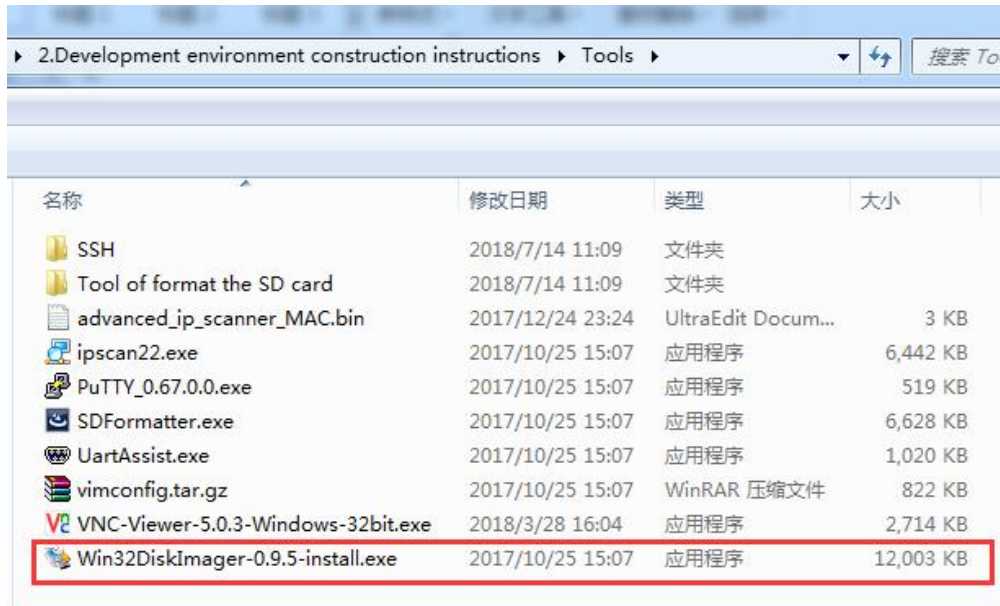 2.Development environment construction instructions Tools 搜索 To
名称 修改日期 类型 大小
SSH 2018/7/14 11:09 文件夹
Tool of format the SD card 2018/7/14 11:09 文件夹
advanced_ip_scanner_MAC.bin 2017/12/24 23:24 UltraEdit Docum... 3 KB
ipscan22.exe 2017/10/25 15:07 应用程序 6,442 KB
PuTTY_0.67.0.0.exe 2017/10/25 15:07 应用程序 519 KB
SDFormatter.exe 2017/10/25 15:07 应用程序 6,628 KB
UartAssist.exe 2017/10/25 15:07 应用程序 1,020 KB
vimconfig.tar.gz 2017/10/25 15:07 WinRAR 压缩文件 822 KB
VNC-Viewer-5.0.3-Windows-32bit.exe 2018/3/28 16:04 应用程序 2,714 KB
Win32DiskImager-0.9.5-install.exe 2017/10/25 15:07 应用程序 12,003 KB